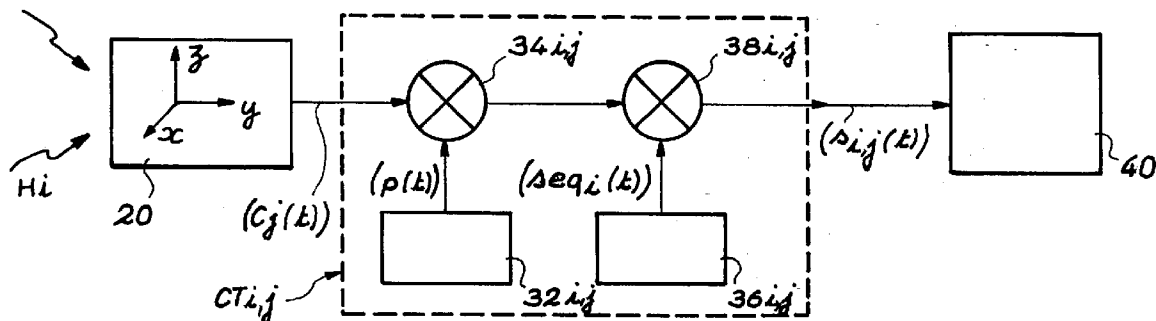 34i,j
38i,j
z
y
x
Hi
20
(Cj(t))
(p(t))
(seqi(t))
(si,j(t))
40
CTi,j
32i,j
36i,j